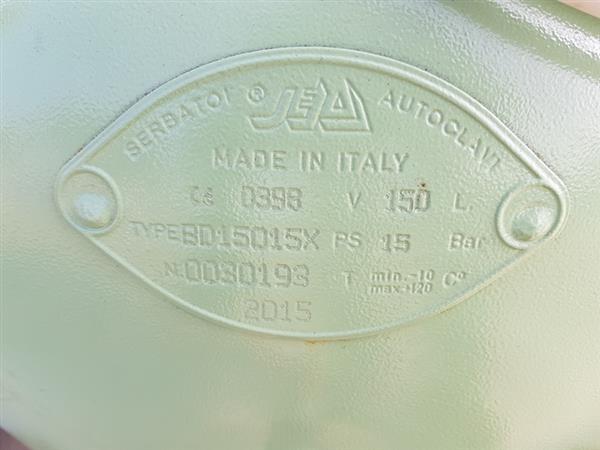 SERBATOI ® SEA AUTOCLAVI
MADE IN ITALY
CE 0398 V 150 L.
TYPE BD15015X PS 15 Bar
N. 0030193 T min.-10 max.+120 C°
2015